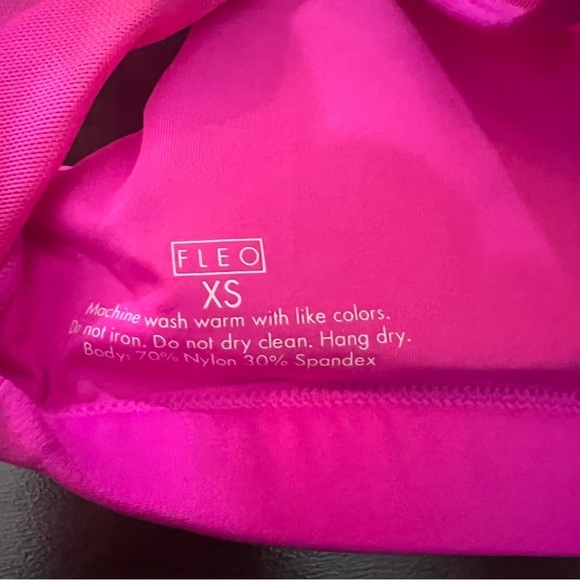 FLEO
XS
Machine wash warm with like colors.
Do not iron. Do not dry clean. Hang dry.
Body: 70% Nylon 30% Spandex